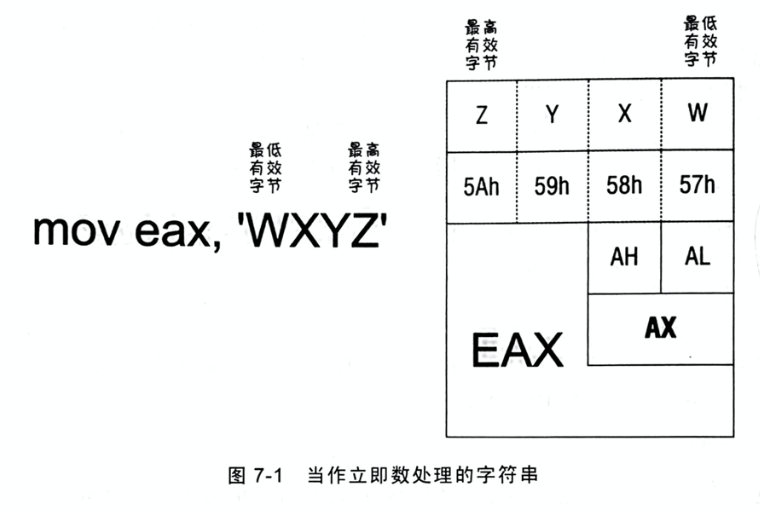 最高
有效
字节
最低
有效
字节
Z Y X W
最低
有效
字节
最高
有效
字节
5Ah 59h 58h 57h
mov eax, 'WXYZ'
AH AL
AX
EAX
图 7-1 当作立即数处理的字符串